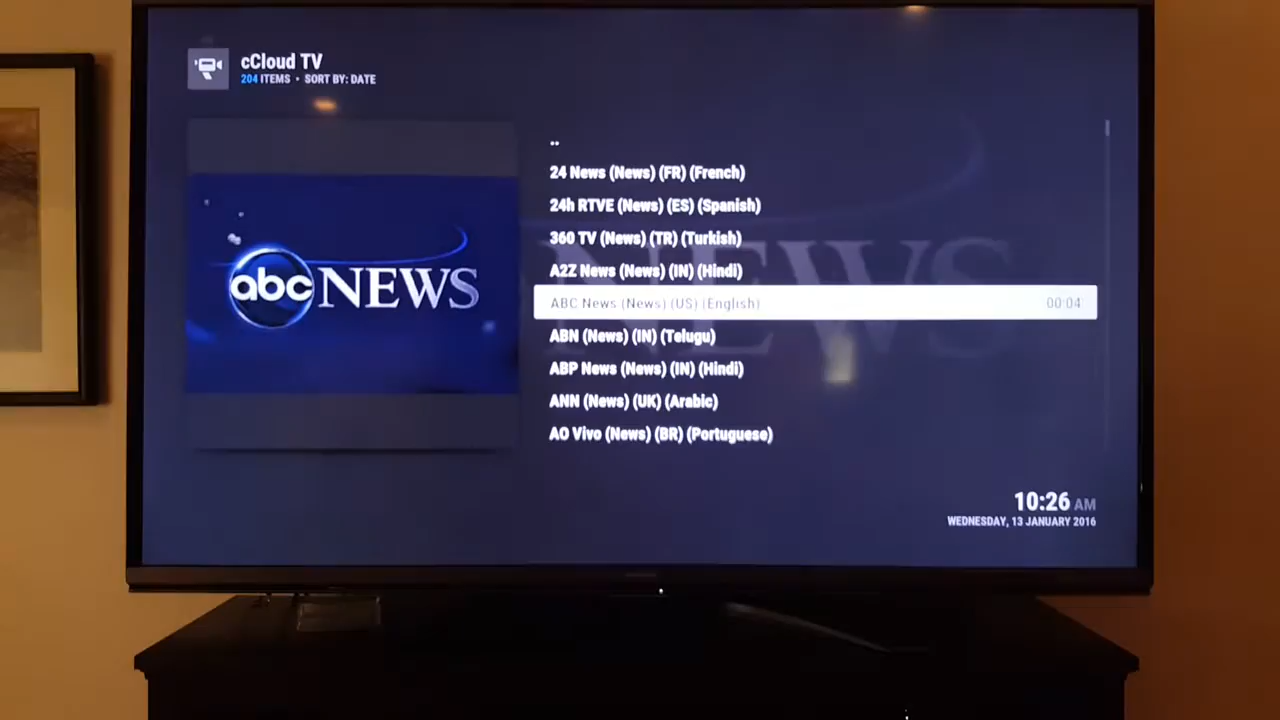 cCloud TV
204 ITEMS • SORT BY: DATE
abc NEWS
NEWS
..
24 News (News) (FR) (French)
24h RTVE (News) (ES) (Spanish)
360 TV (News) (TR) (Turkish)
A2Z News (News) (IN) (Hindi)
ABC News (News) (US) (English) 00:04
ABN (News) (IN) (Telugu)
ABP News (News) (IN) (Hindi)
ANN (News) (UK) (Arabic)
AO Vivo (News) (BR) (Portuguese)
10:26 AM
WEDNESDAY, 13 JANUARY 2016